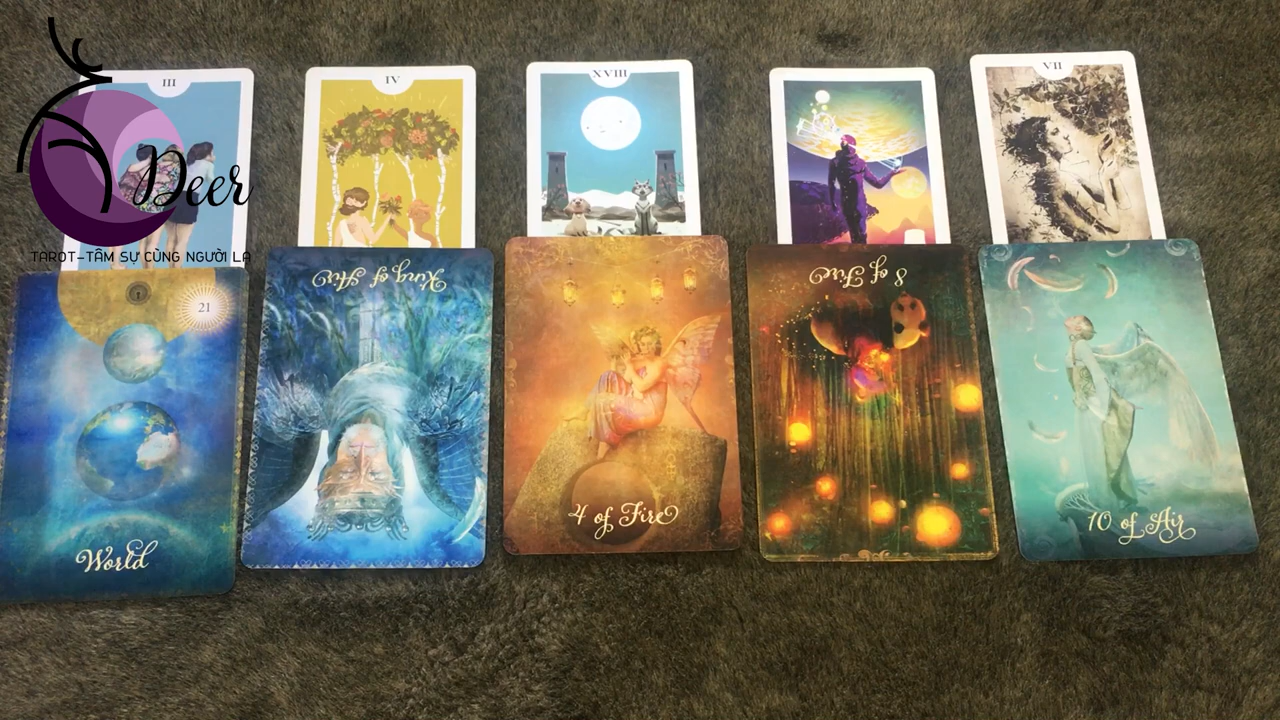 III
IV
XVIII
VII
Deer
TAROT-TÂM SỰ CÙNG NGƯỜI LẠ
21
World
King of Air
4 of Fire
8 of Fire
10 of Air